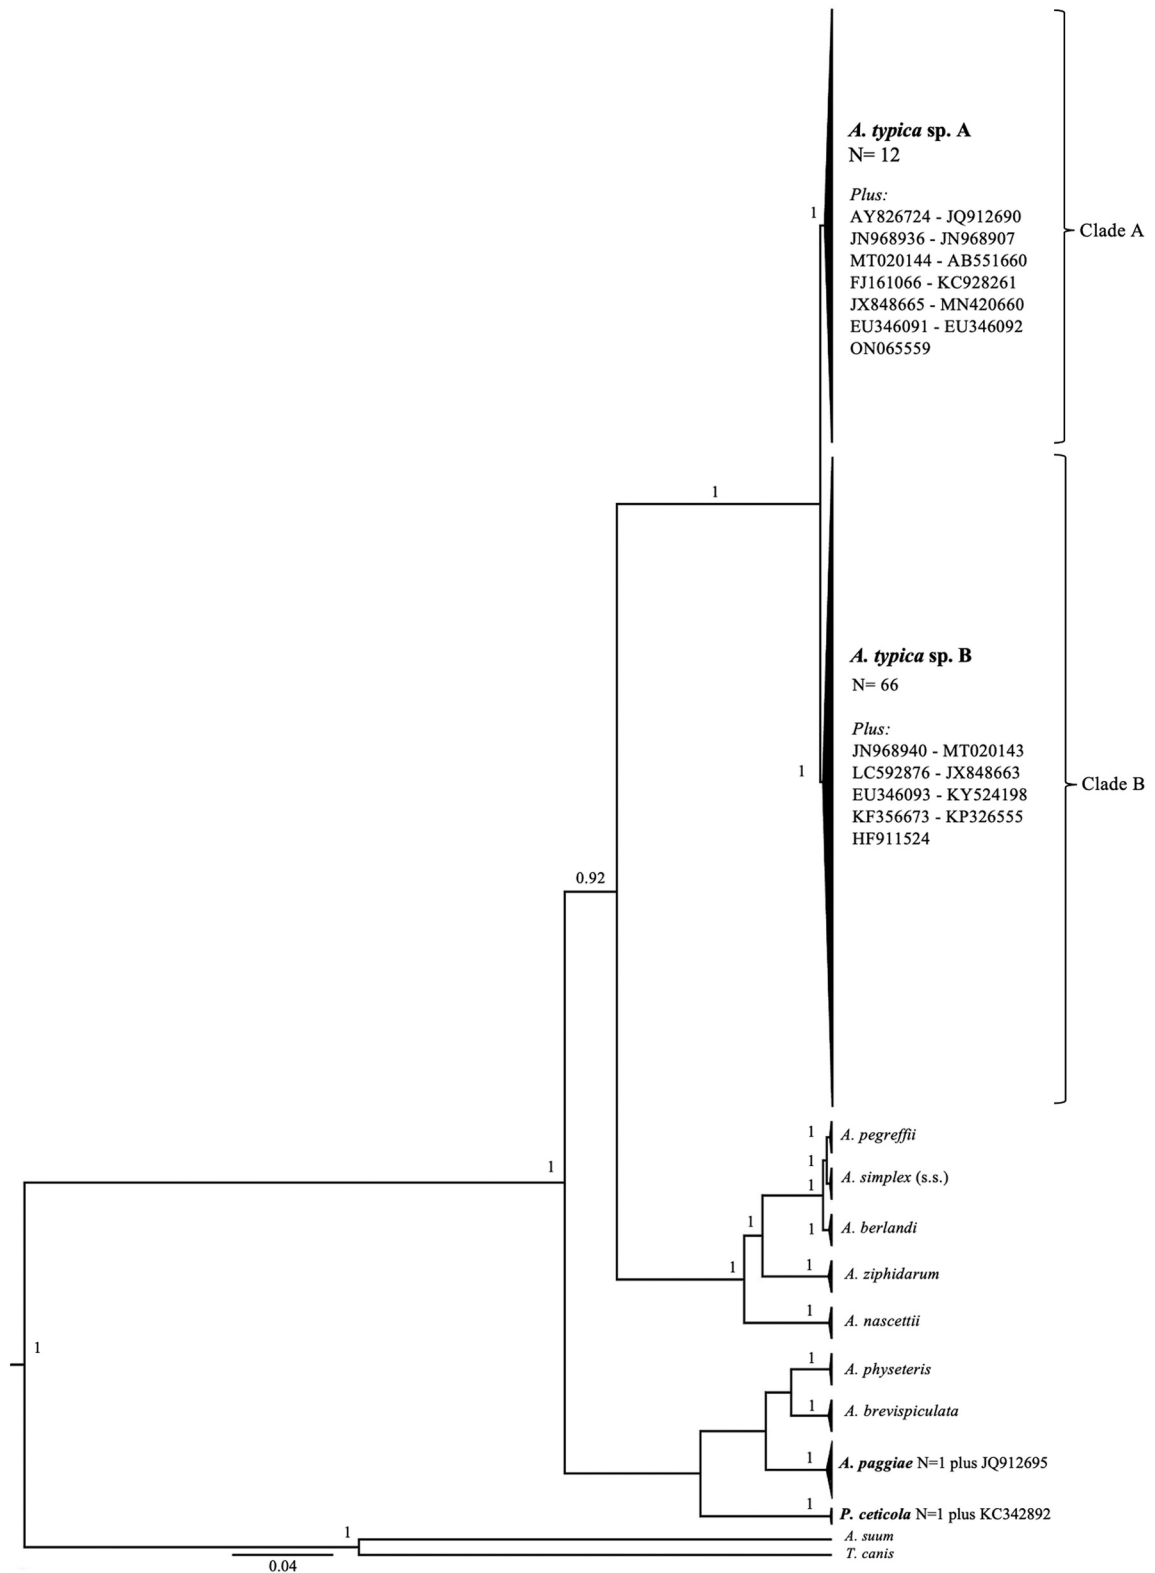 A. typica sp. A
N= 12
Plus:
AY826724 - JQ912690
1
JN968936 - JN968907
Clade A
MT020144 - AB551660
FJ161066 - KC928261
JX848665 - MN420660
EU346091 - EU346092
ON065559
1
A. typica sp. B
N= 66
Plus:
JN968940 - MT020143
1
LC592876 - JX848663
Clade B
EU346093 - KY524198
KF356673 - KP326555
HF911524
0.92
1
A. pegreffii
1
1
A. simplex (s.s.)
1
1
A. berlandi
1
1
1
A. ziphidarum
1
A. nascettii
1
1
A. physeteris
1
A. brevispiculata
1
A. paggiae N=1 plus JQ912695
1
P. ceticola N=1 plus KC342892
1
A. suum
T. canis
0.04